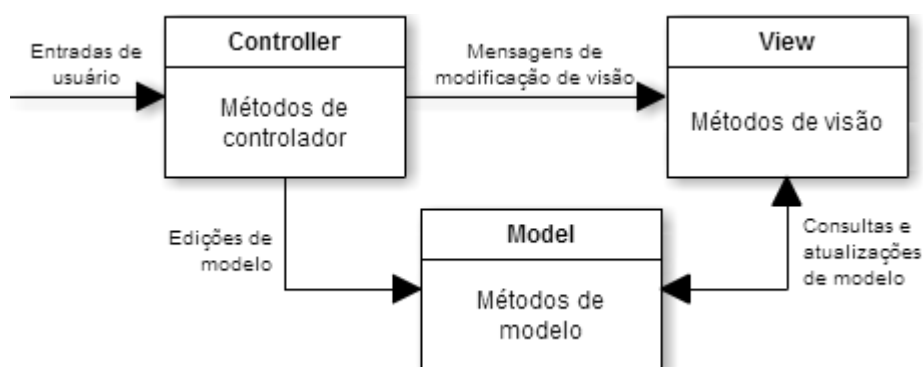 Entradas de
usuário
Controller
Métodos de
controlador
Mensagens de
modificação de visão
View
Métodos de visão
Edições de
modelo
Model
Métodos de
modelo
Consultas e
atualizações
de modelo